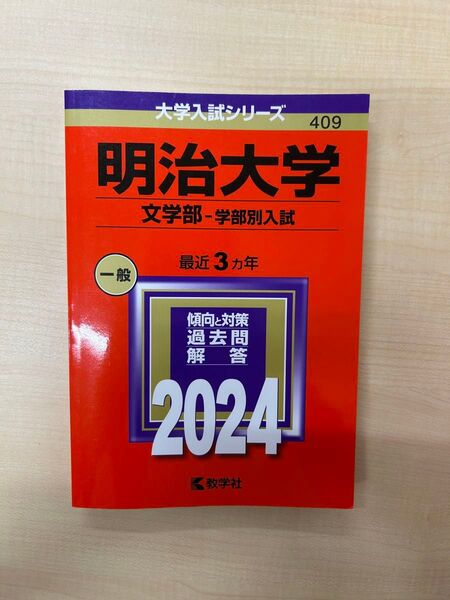 大学入試シリーズ
409
明治大学
文学部-学部別入試
最近3ヵ年
一般
傾向と対策
過去問
解答
2024
教学社